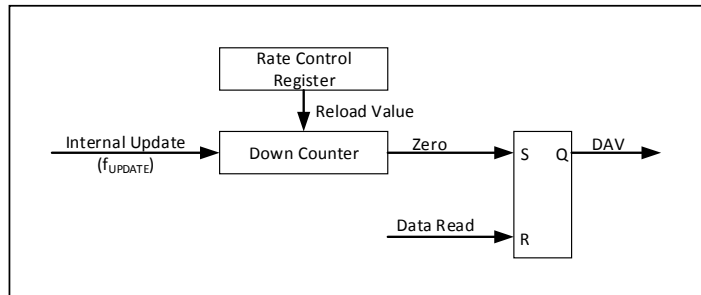 Rate Control
Register
Reload Value
Internal Update
(fUPDATE)
Down Counter
Zero
S
Q
DAV
Data Read
R